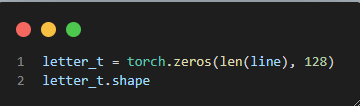 1 letter_t = torch.zeros(len(line), 128)
2 letter_t.shape